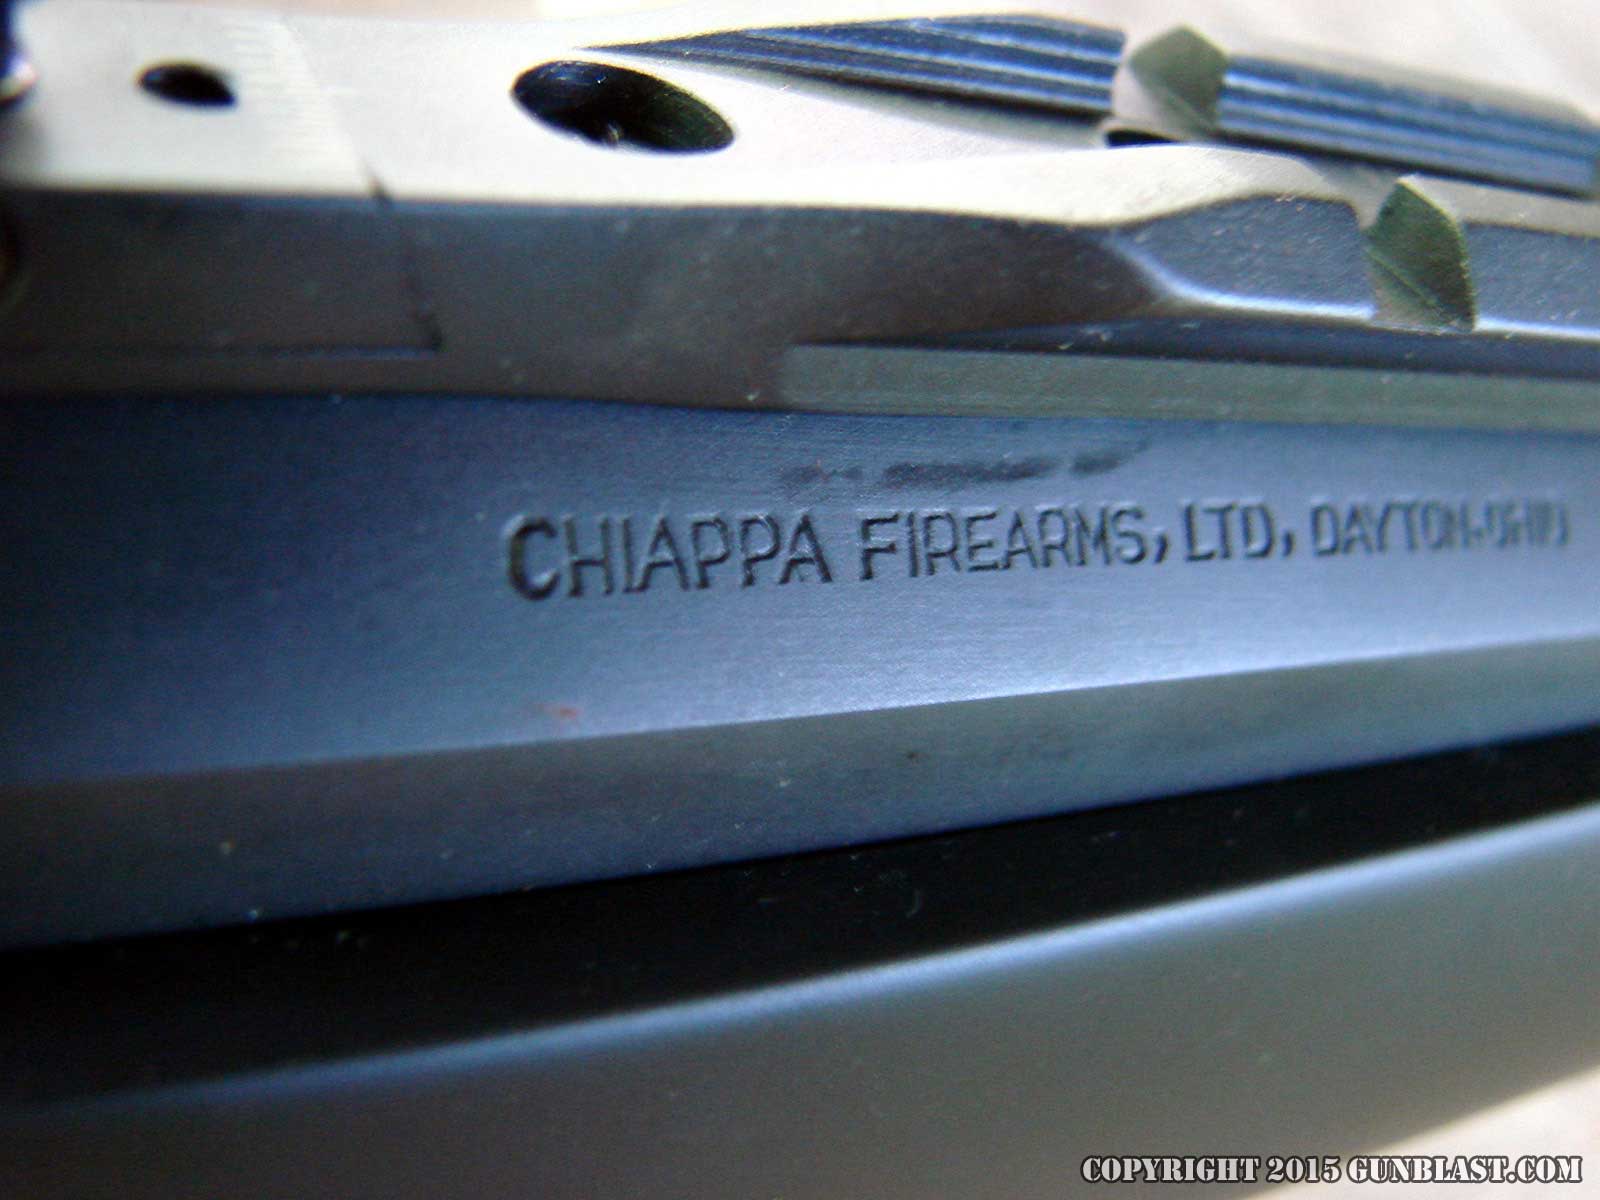 CHIAPPA FIREARMS, LTD, DAYTON, OHIO
COPYRIGHT 2015 GUNBLAST.COM